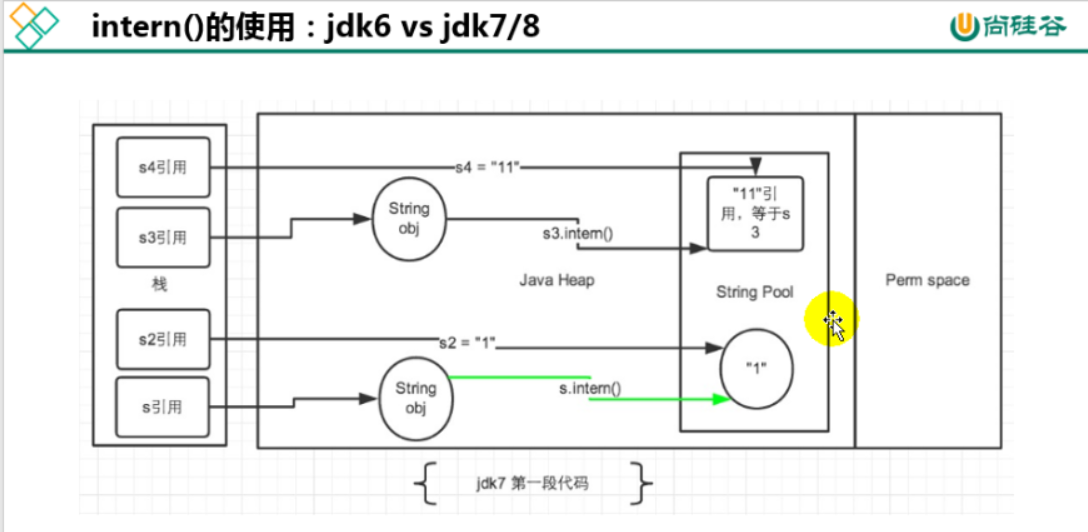 intern()的使用：jdk6 vs jdk7/8
尚硅谷
s4引用
s4 = "11"
"11"引
用，等于s
3
String
obj
s3引用
s3.intern()
栈
Java Heap
String Pool
Perm space
s2引用
s2 = "1"
"1"
String
obj
s.intern()
s引用
jdk7 第一段代码